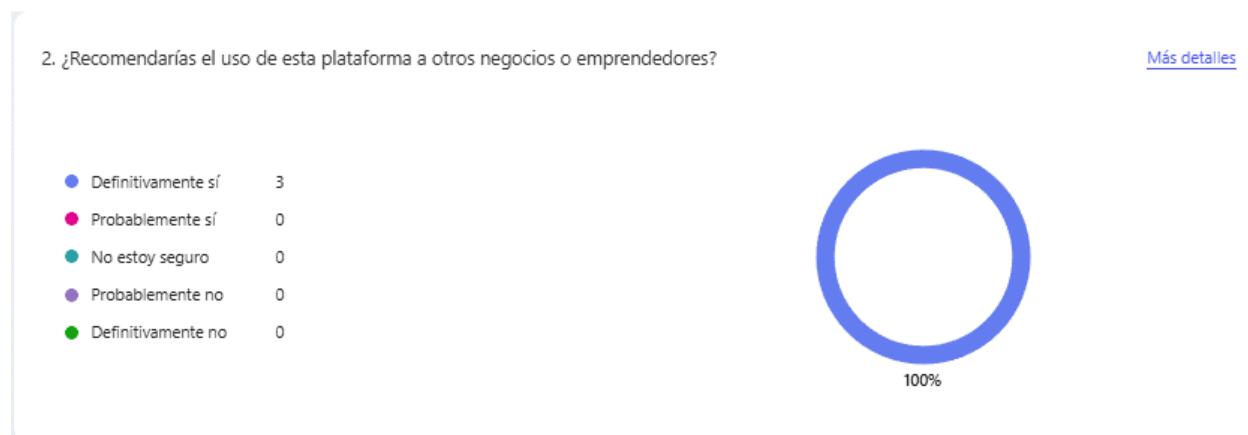 2. ¿Recomendarías el uso de esta plataforma a otros negocios o emprendedores?
Más detalles
Definitivamente sí 3
Probablemente sí 0
No estoy seguro 0
Probablemente no 0
Definitivamente no 0
100%